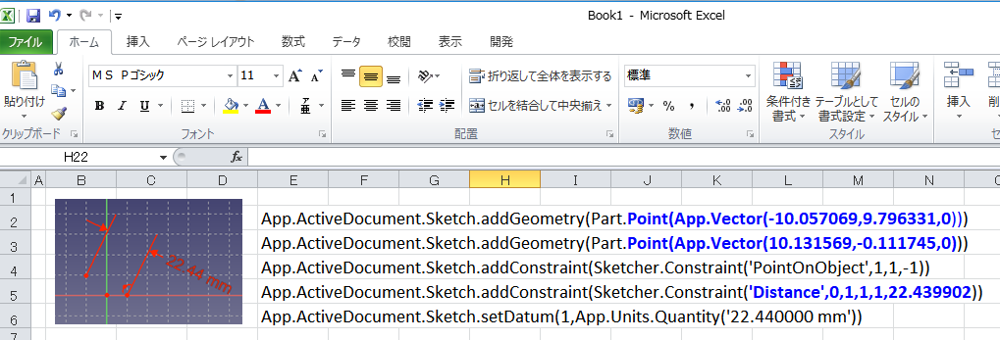 Book1 - Microsoft Excel
ファイル ホーム 挿入 ページ レイアウト 数式 データ 校閲 表示 開発
ＭＳ Ｐゴシック 11 折り返して全体を表示する 標準
貼り付け B I U セルを結合して中央揃え % , 条件付き書式 テーブルとして書式設定 セルのスタイル 挿入
クリップボード フォント 配置 数値 スタイル
H22 fx
A B C D E F G H I J K L M N
1
2 App.ActiveDocument.Sketch.addGeometry(Part.Point(App.Vector(-10.057069,9.796331,0)))
3 App.ActiveDocument.Sketch.addGeometry(Part.Point(App.Vector(10.131569,-0.111745,0)))
4 App.ActiveDocument.Sketch.addConstraint(Sketcher.Constraint('PointOnObject',1,1,-1))
22.44 mm
5 App.ActiveDocument.Sketch.addConstraint(Sketcher.Constraint('Distance',0,1,1,1,22.439902))
6 App.ActiveDocument.Sketch.setDatum(1,App.Units.Quantity('22.440000 mm'))
7